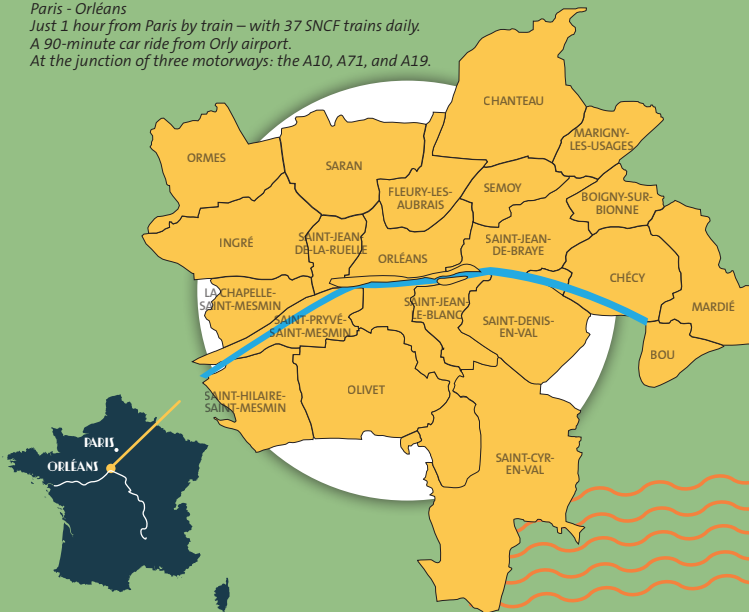 Paris - Orléans
Just 1 hour from Paris by train – with 37 SNCF trains daily.
A 90-minute car ride from Orly airport.
At the junction of three motorways: the A10, A71, and A19.
CHANTEAU
MARIGNY-
LES-USAGES
ORMES
SARAN
FLEURY-LES-
AUBRAIS
SEMOY
BOIGNY-SUR-
BIONNE
INGRÉ
SAINT-JEAN
DE-LA-RUELLE
ORLÉANS
SAINT-JEAN-
DE-BRAYE
CHÉCY
MARDIÉ
LA CHAPELLE-
SAINT-MESMIN
SAINT-PRYVÉ-
SAINT-MESMIN
SAINT-JEAN-
LE-BLANC
SAINT-DENIS-
EN-VAL
BOU
SAINT-HILAIRE-
SAINT-MESMIN
OLIVET
SAINT-CYR-
EN-VAL
PARIS
ORLÉANS